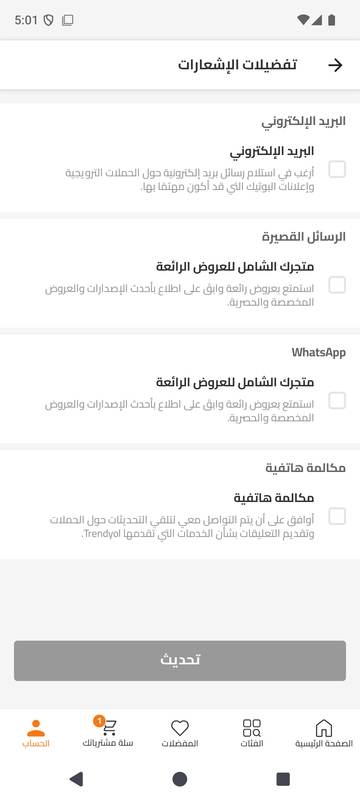 5:01
تفضيلات الإشعارات
البريد الإلكتروني
البريد الإلكتروني
أرغب في استلام رسائل بريد إلكترونية حول الحملات الترويجية
وإعلانات البوتيك التي قد أكون مهتمًا بها.
الرسائل القصيرة
متجرك الشامل للعروض الرائعة
استمتع بعروض رائعة وابقَ على اطلاع بأحدث الإصدارات والعروض
المخصصة والحصرية.
WhatsApp
متجرك الشامل للعروض الرائعة
استمتع بعروض رائعة وابقَ على اطلاع بأحدث الإصدارات والعروض
المخصصة والحصرية.
مكالمة هاتفية
مكالمة هاتفية
أوافق على أن يتم التواصل معي لتلقي التحديثات حول الحملات
وتقديم التعليقات بشأن الخدمات التي تقدمها Trendyol.
تحديث
1
الصفحة الرئيسية
الفئات
المفضلات
سلة مشترياتك
الحساب